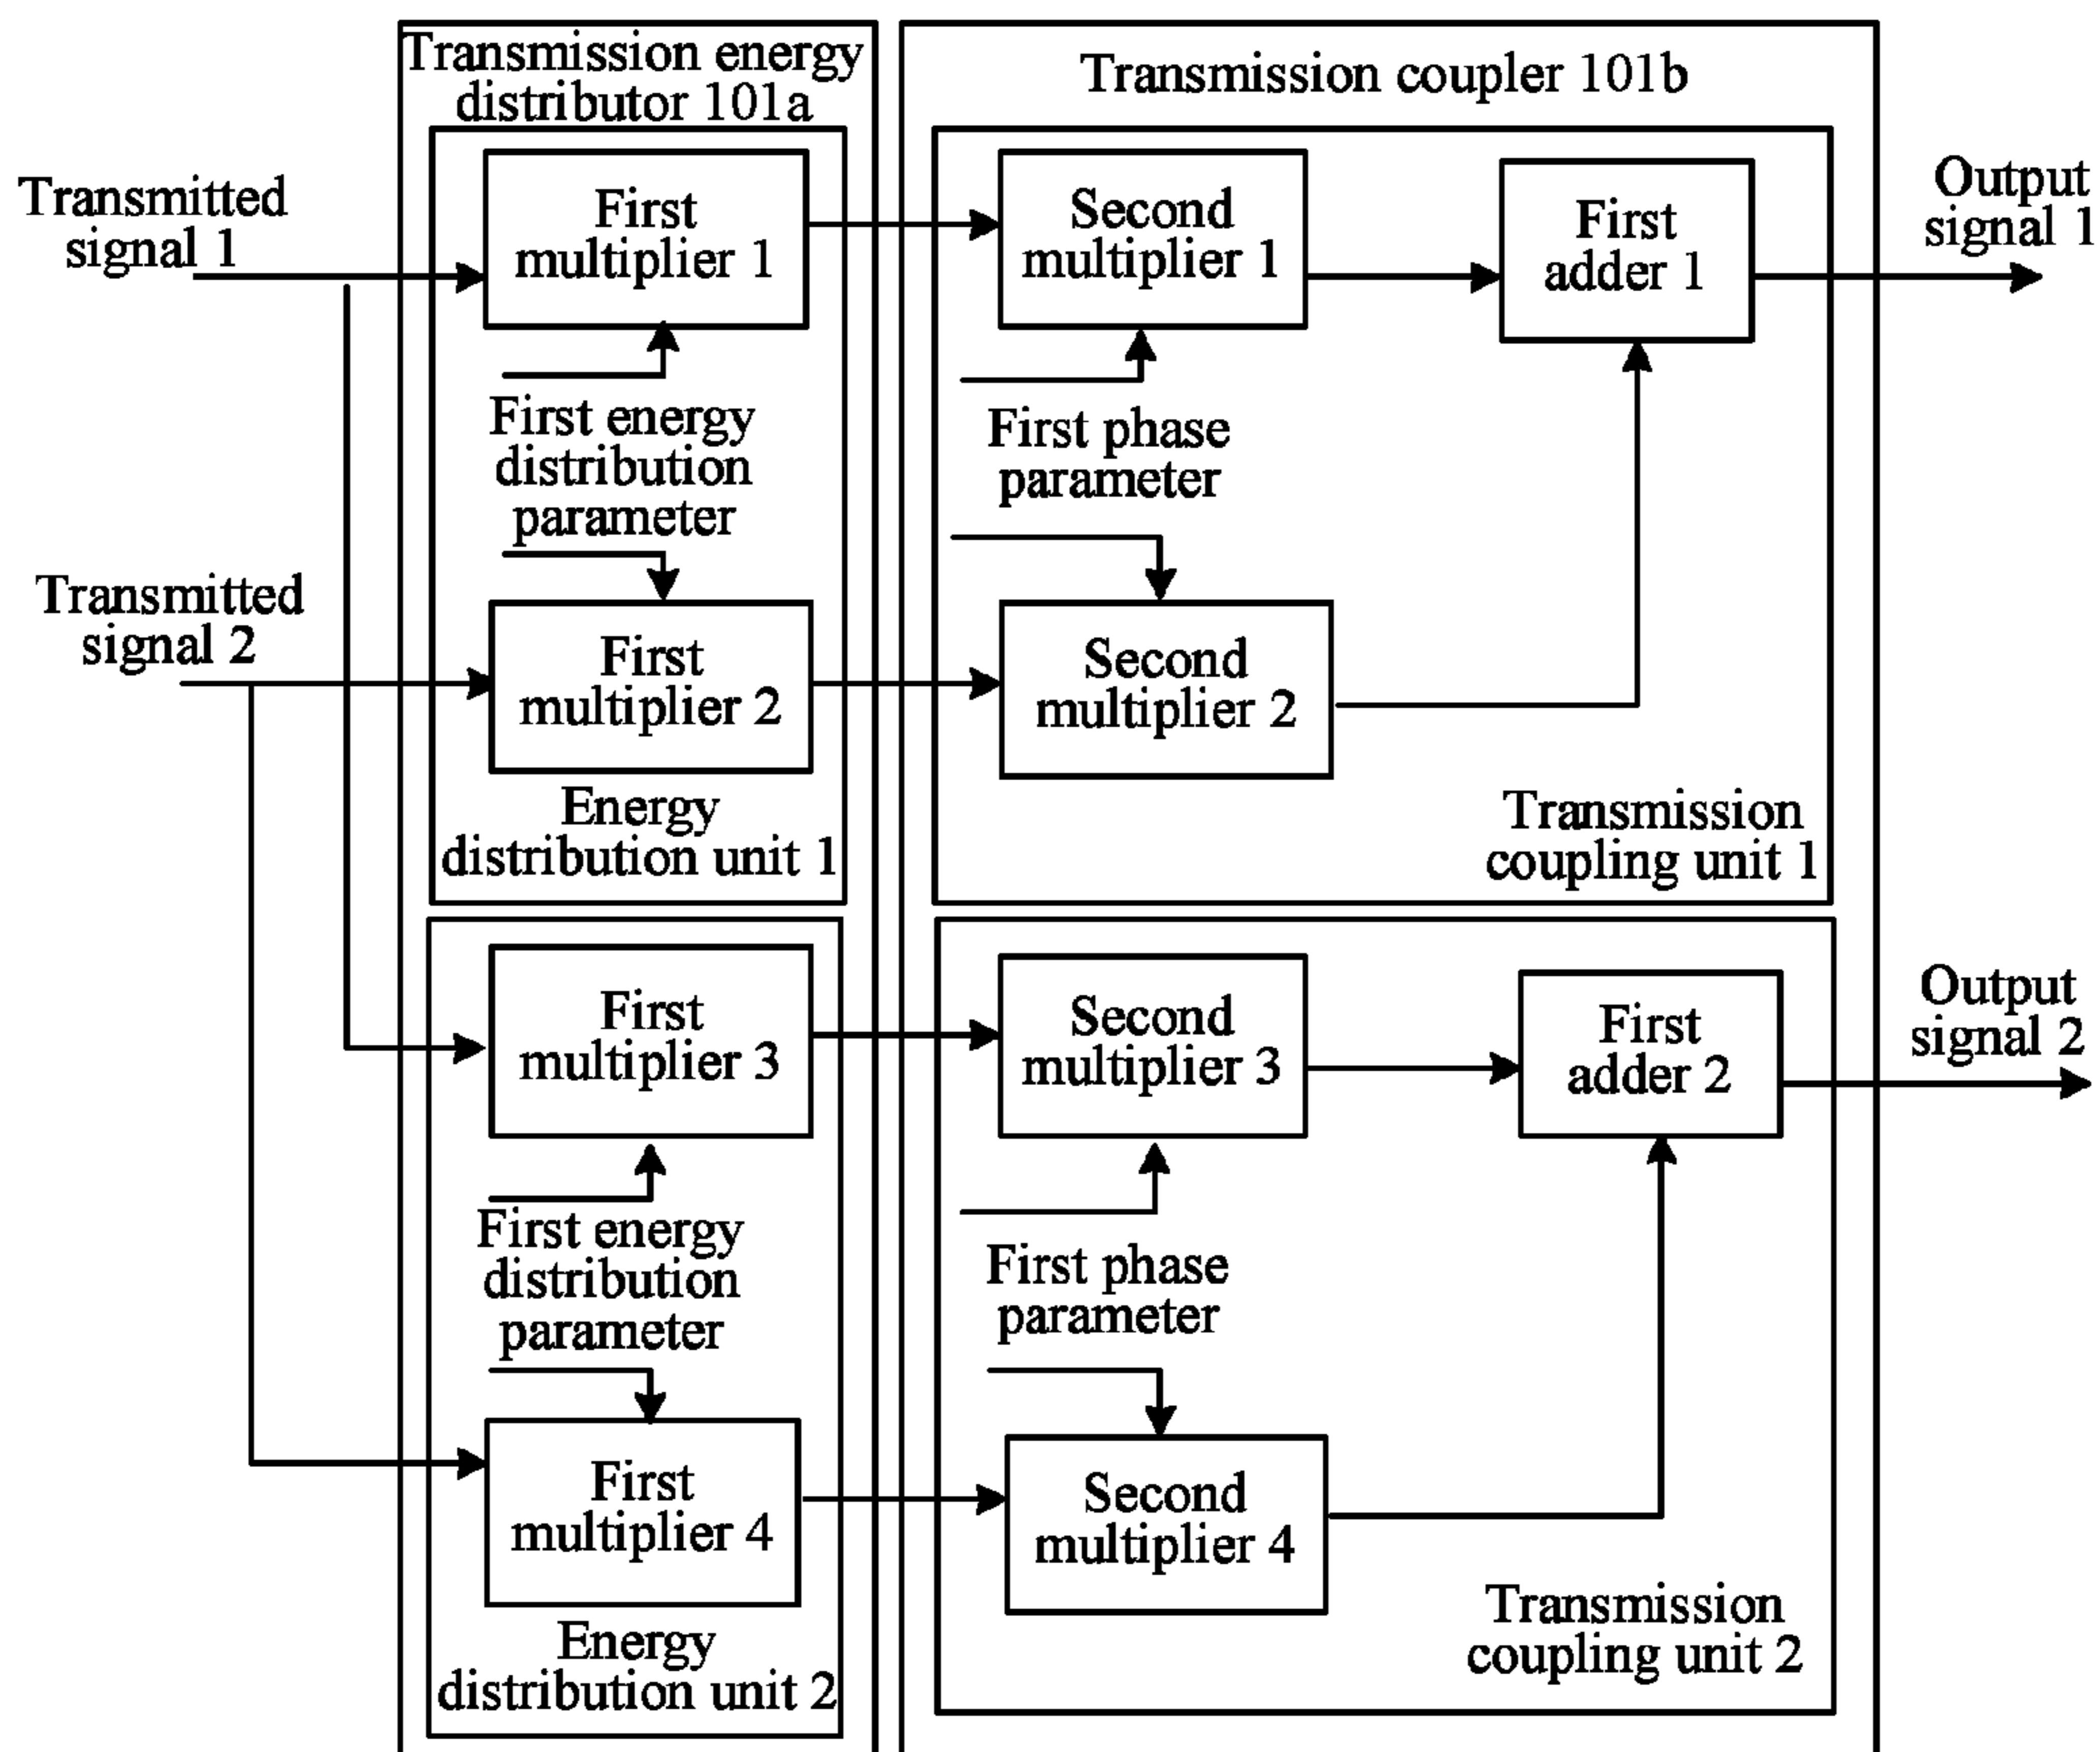 Transmission energy
distributor 101a
Transmission coupler 101b
Transmitted
signal 1
First
multiplier 1
Second
multiplier 1
First
adder 1
Output
signal 1
First energy
distribution
parameter
First phase
parameter
Transmitted
signal 2
First
multiplier 2
Second
multiplier 2
Energy
distribution unit 1
Transmission
coupling unit 1
First
multiplier 3
Second
multiplier 3
First
adder 2
Output
signal 2
First energy
distribution
parameter
First phase
parameter
First
multiplier 4
Second
multiplier 4
Energy
distribution unit 2
Transmission
coupling unit 2